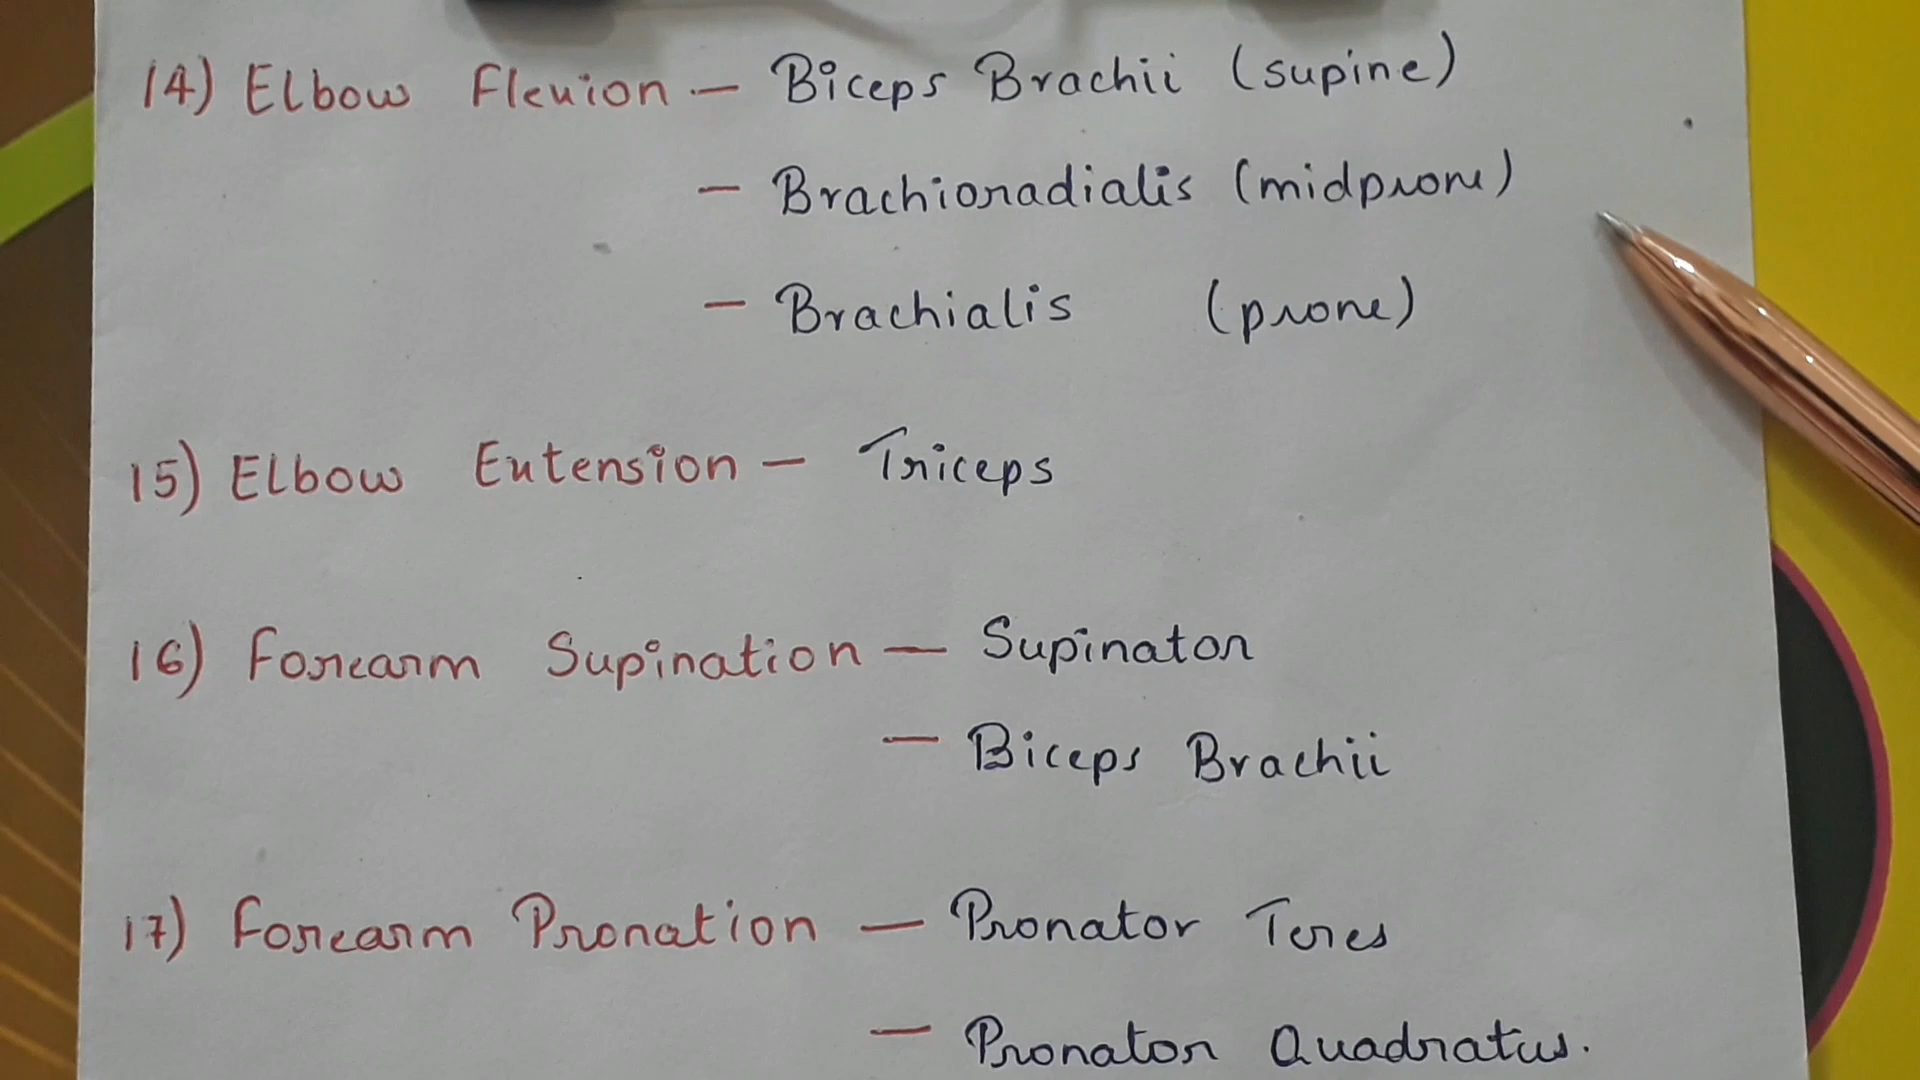 14) Elbow Flexion - Biceps Brachii (supine)
- Brachioradialis (midprone)
- Brachialis (prone)
15) Elbow Extension - Triceps
16) Forearm Supination - Supinator
- Biceps Brachii
17) Forearm Pronation - Pronator Teres
- Pronator Quadratus.